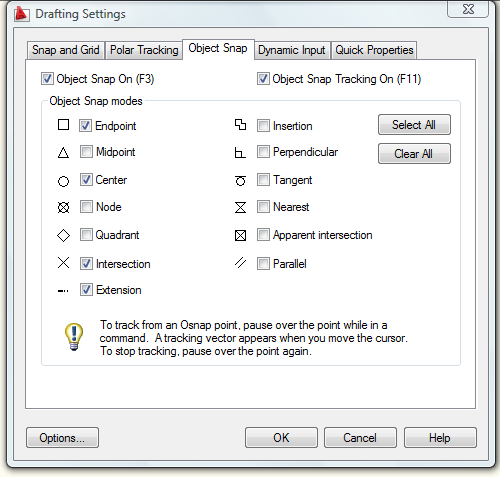 Drafting Settings
Snap and Grid Polar Tracking Object Snap Dynamic Input Quick Properties
Object Snap On (F3) Object Snap Tracking On (F11)
Object Snap modes
Endpoint Insertion Select All
Midpoint Perpendicular Clear All
Center Tangent
Node Nearest
Quadrant Apparent intersection
Intersection Parallel
Extension
To track from an Osnap point, pause over the point while in a
command. A tracking vector appears when you move the cursor.
To stop tracking, pause over the point again.
Options... OK Cancel Help